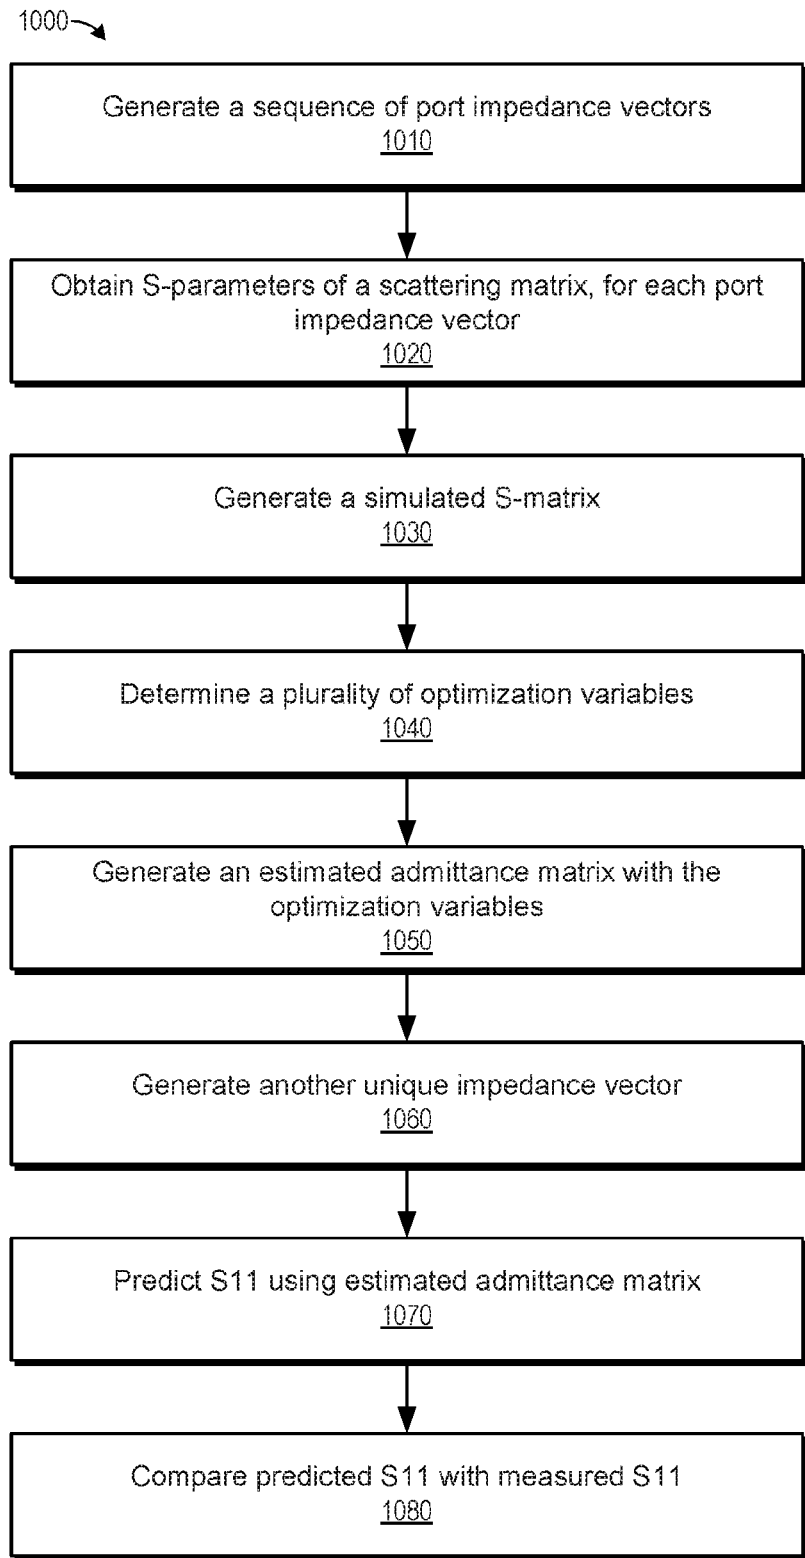 1000
Generate a sequence of port impedance vectors
1010
Obtain S-parameters of a scattering matrix, for each port
impedance vector
1020
Generate a simulated S-matrix
1030
Determine a plurality of optimization variables
1040
Generate an estimated admittance matrix with the
optimization variables
1050
Generate another unique impedance vector
1060
Predict S11 using estimated admittance matrix
1070
Compare predicted S11 with measured S11
1080